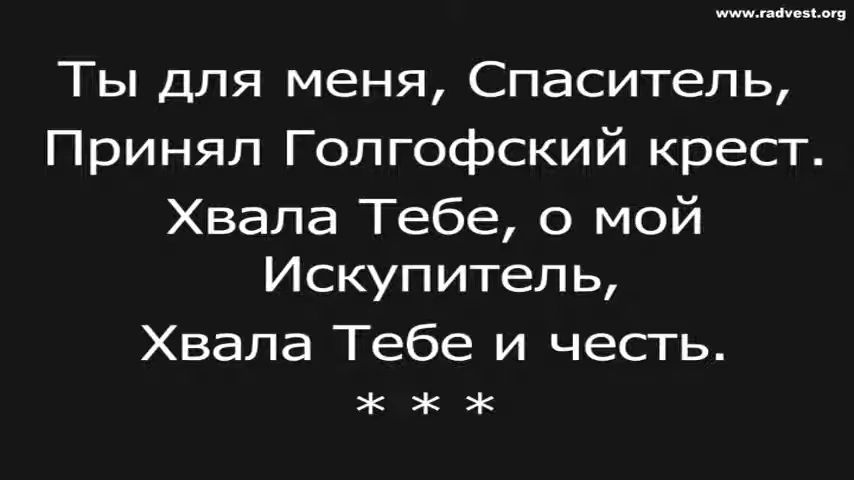 www.radvest.org
Ты для меня, Спаситель,
Принял Голгофский крест.
Хвала Тебе, о мой
Искупитель,
Хвала Тебе и честь.
* * *